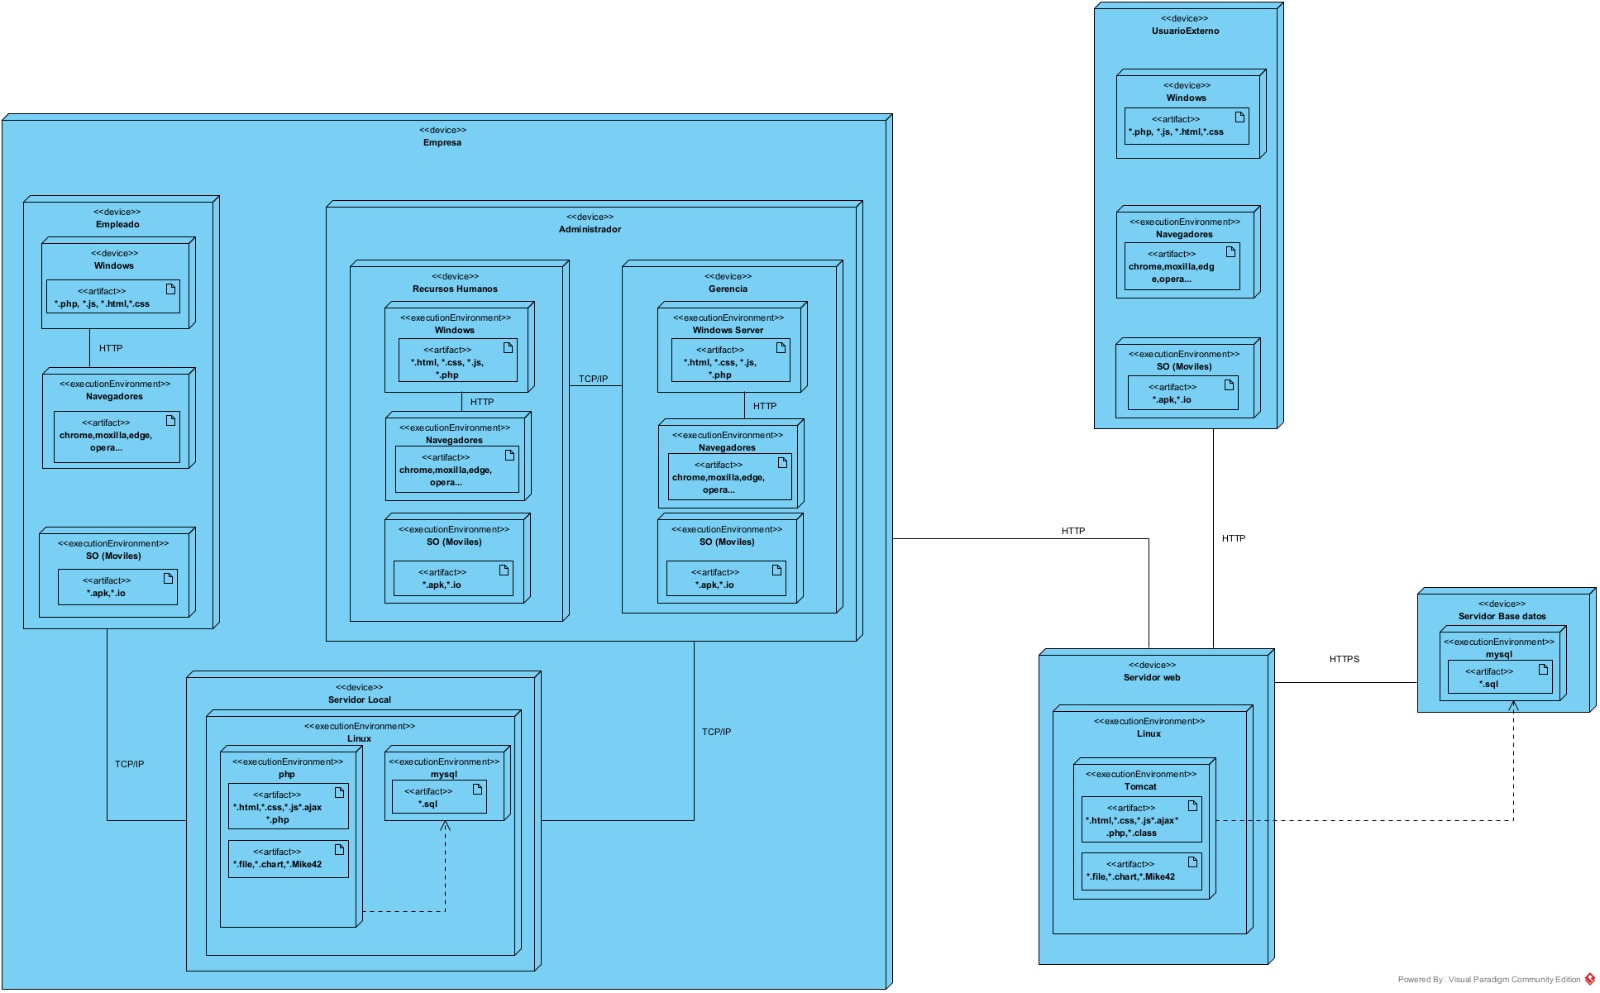 <<device>>
UsuarioExterno
<<device>>
Windows
<<artifact>>
*.php, *.js, *.html,*.css
<<executionEnvironment>>
Navegadores
<<artifact>>
chrome,moxilla,edg
e,opera...
<<executionEnvironment>>
SO (Moviles)
<<artifact>>
*.apk,*.io
<<device>>
Empresa
<<device>>
Empleado
<<device>>
Windows
<<artifact>>
*.php, *.js, *.html,*.css
HTTP
<<executionEnvironment>>
Navegadores
<<artifact>>
chrome,moxilla,edge,
opera...
<<executionEnvironment>>
SO (Moviles)
<<artifact>>
*.apk,*.io
<<device>>
Administrador
<<device>>
Recursos Humanos
<<executionEnvironment>>
Windows
<<artifact>>
*.html, *.css, *.js,
*.php
HTTP
<<executionEnvironment>>
Navegadores
<<artifact>>
chrome,moxilla,edge,
opera...
<<executionEnvironment>>
SO (Moviles)
<<artifact>>
*.apk,*.io
TCP/IP
<<device>>
Gerencia
<<executionEnvironment>>
Windows Server
<<artifact>>
*.html, *.css, *.js,
*.php
HTTP
<<executionEnvironment>>
Navegadores
<<artifact>>
chrome,moxilla,edge,
opera...
<<executionEnvironment>>
SO (Moviles)
<<artifact>>
*.apk,*.io
TCP/IP
TCP/IP
<<device>>
Servidor Local
<<executionEnvironment>>
Linux
<<executionEnvironment>>
php
<<artifact>>
*.html,*.css,*.js*.ajax
*.php
<<artifact>>
*.file,*.chart,*.Mike42
<<executionEnvironment>>
mysql
<<artifact>>
*.sql
HTTP
HTTP
<<device>>
Servidor web
<<executionEnvironment>>
Linux
<<executionEnvironment>>
Tomcat
<<artifact>>
*.html,*.css,*.js*.ajax*
.php,*.class
<<artifact>>
*.file,*.chart,*.Mike42
HTTPS
<<device>>
Servidor Base datos
<<executionEnvironment>>
mysql
<<artifact>>
*.sql
Powered By: Visual Paradigm Community Edition